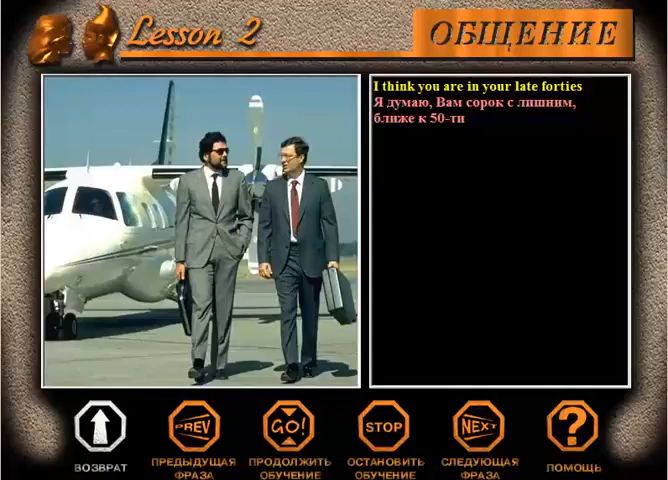 Lesson 2
ОБЩЕНИЕ
I think you are in your late forties
Я думаю, Вам сорок с лишним,
ближе к 50-ти
PREV
GO!
STOP
NEXT
?
ВОЗВРАТ
ПРЕДЫДУЩАЯ
ФРАЗА
ПРОДОЛЖИТЬ
ОБУЧЕНИЕ
ОСТАНОВИТЬ
ОБУЧЕНИЕ
СЛЕДУЮЩАЯ
ФРАЗА
ПОМОЩЬ